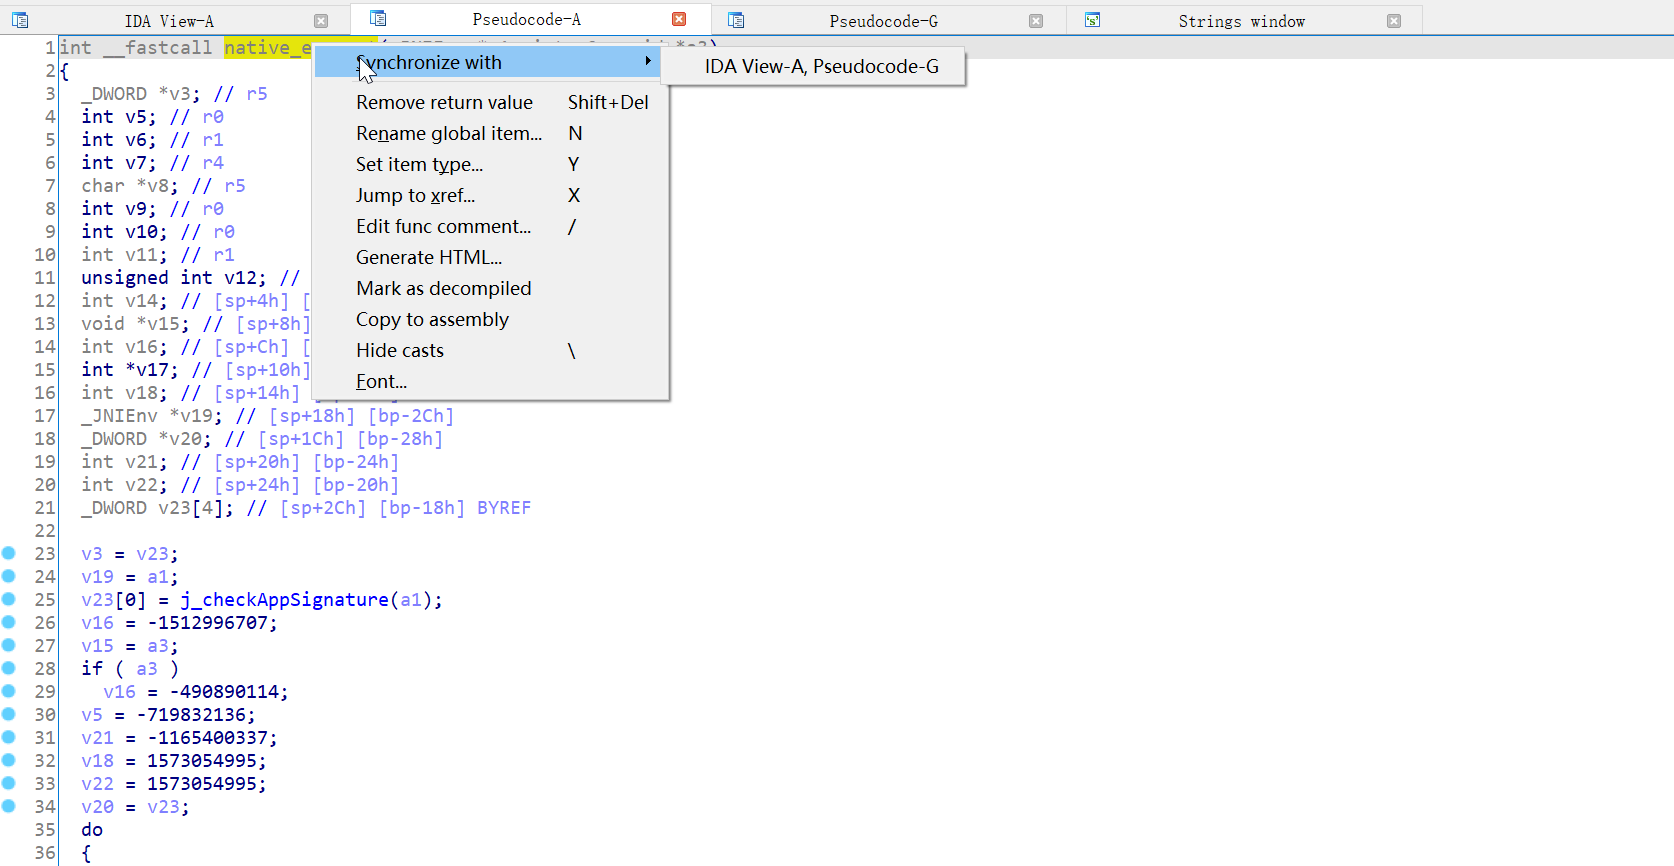 IDA View-A
Pseudocode-A
Pseudocode-G
Strings window
1 int __fastcall native_e
Synchronize with
IDA View-A, Pseudocode-G
Remove return value Shift+Del
Rename global item... N
Set item type... Y
Jump to xref... X
Edit func comment... /
Generate HTML...
Mark as decompiled
Copy to assembly
Hide casts \
Font...
2 {
3 _DWORD *v3; // r5
4 int v5; // r0
5 int v6; // r1
6 int v7; // r4
7 char *v8; // r5
8 int v9; // r0
9 int v10; // r0
10 int v11; // r1
11 unsigned int v12; //
12 int v14; // [sp+4h] [
13 void *v15; // [sp+8h]
14 int v16; // [sp+Ch] [
15 int *v17; // [sp+10h]
16 int v18; // [sp+14h]
17 _JNIEnv *v19; // [sp+18h] [bp-2Ch]
18 _DWORD *v20; // [sp+1Ch] [bp-28h]
19 int v21; // [sp+20h] [bp-24h]
20 int v22; // [sp+24h] [bp-20h]
21 _DWORD v23[4]; // [sp+2Ch] [bp-18h] BYREF
22
23 v3 = v23;
24 v19 = a1;
25 v23[0] = j_checkAppSignature(a1);
26 v16 = -1512996707;
27 v15 = a3;
28 if ( a3 )
29 v16 = -490890114;
30 v5 = -719832136;
31 v21 = -1165400337;
32 v18 = 1573054995;
33 v22 = 1573054995;
34 v20 = v23;
35 do
36 {